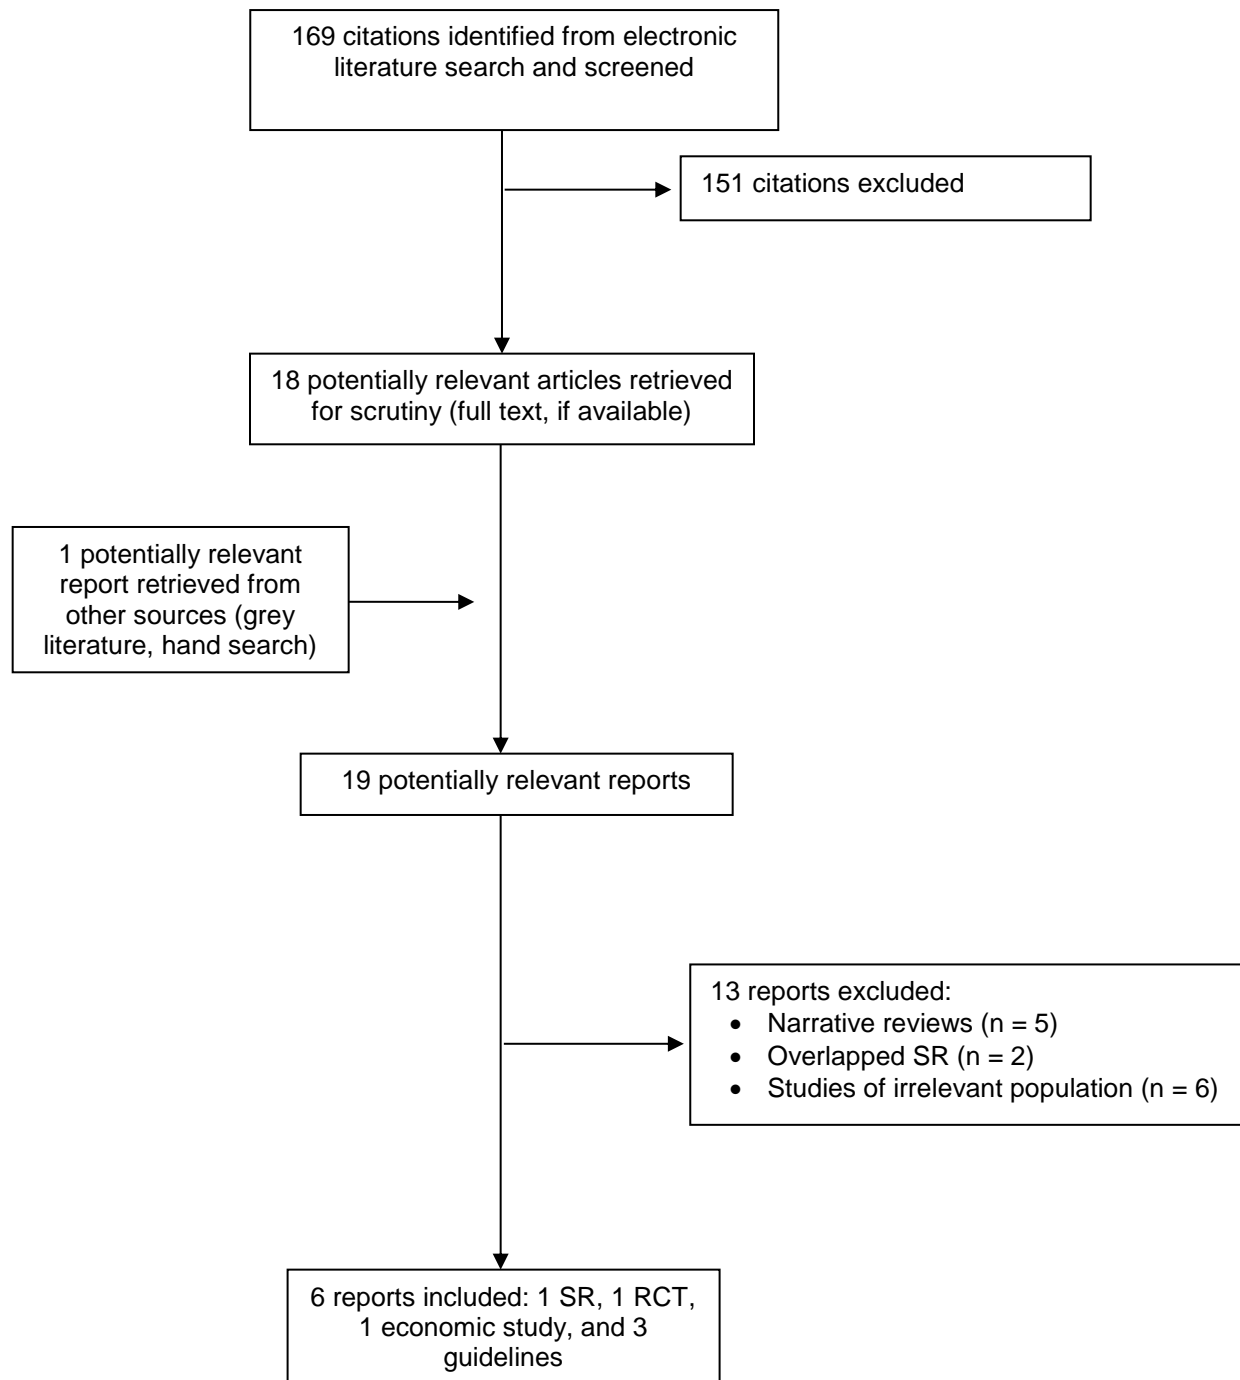 169 citations identified from electronic
literature search and screened
151 citations excluded
18 potentially relevant articles retrieved
for scrutiny (full text, if available)
1 potentially relevant
report retrieved from
other sources (grey
literature, hand search)
19 potentially relevant reports
13 reports excluded:
• Narrative reviews (n = 5)
• Overlapped SR (n = 2)
• Studies of irrelevant population (n = 6)
6 reports included: 1 SR, 1 RCT,
1 economic study, and 3
guidelines